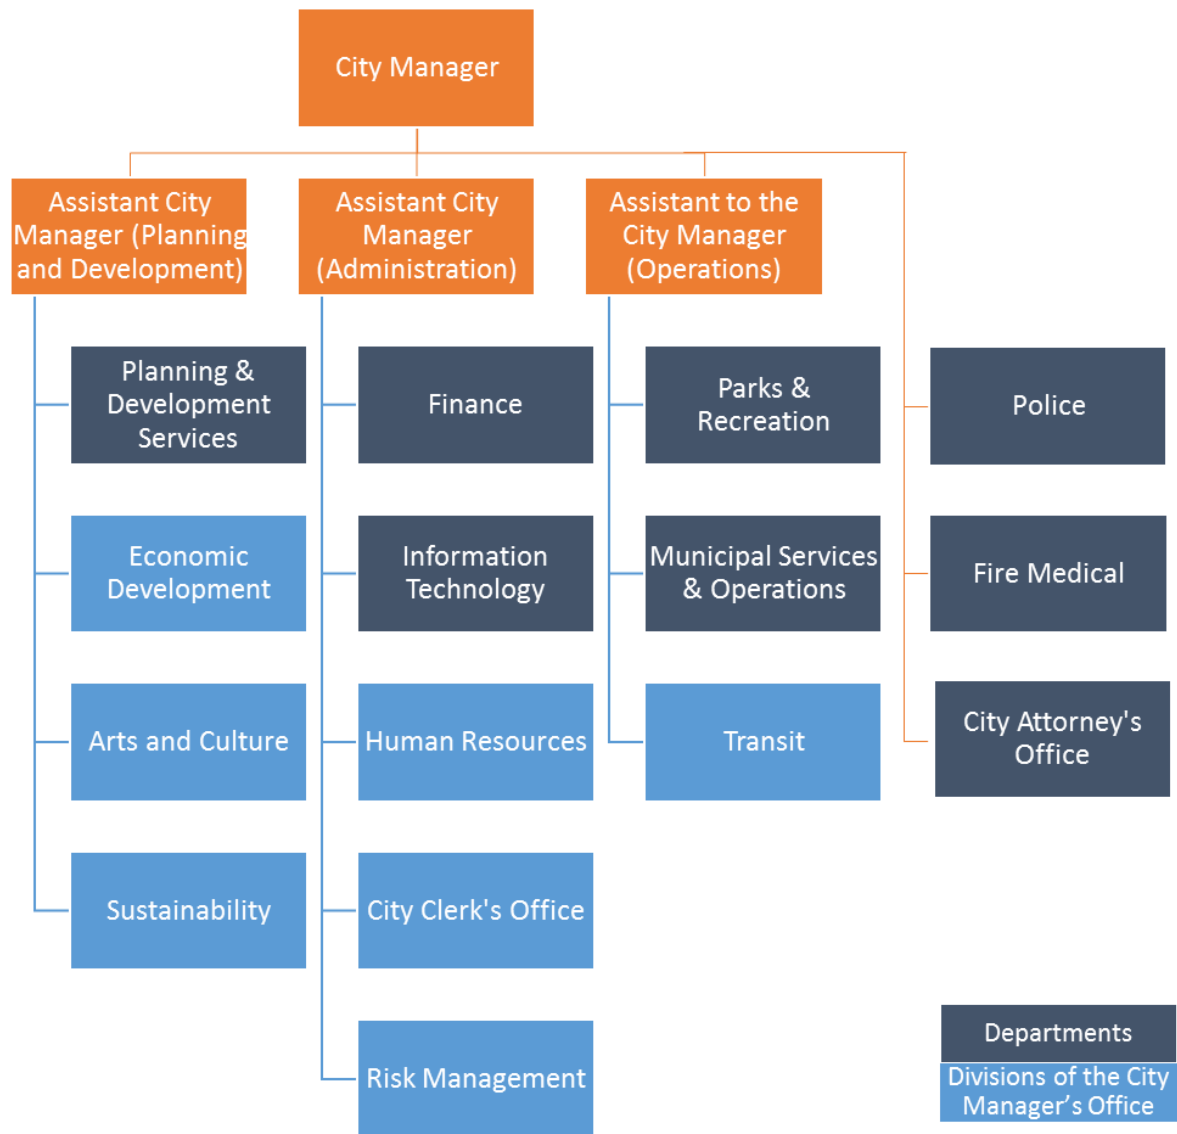 City Manager
Assistant City
Manager (Planning
and Development)
Assistant City
Manager
(Administration)
Assistant to the
City Manager
(Operations)
Planning &
Development
Services
Finance
Parks &
Recreation
Police
Economic
Development
Information
Technology
Municipal Services
& Operations
Fire Medical
Arts and Culture
Human Resources
Transit
City Attorney's
Office
Sustainability
City Clerk's Office
Risk Management
Departments
Divisions of the City
Manager’s Office